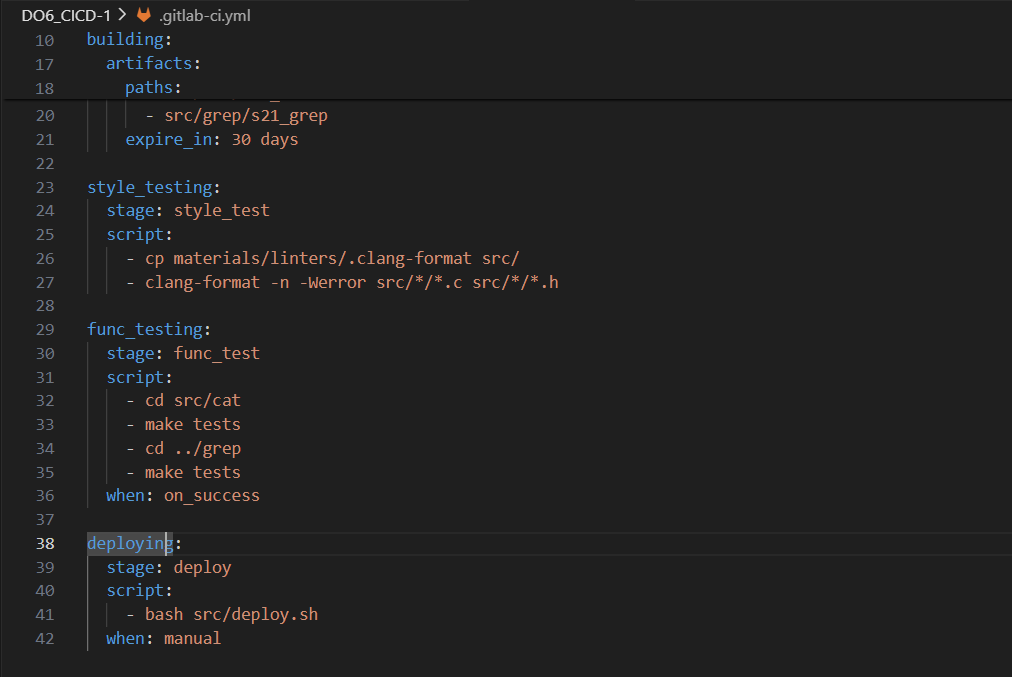 DO6_CICD-1 > .gitlab-ci.yml
10 building:
17 artifacts:
18 paths:
20 - src/grep/s21_grep
21 expire_in: 30 days
22
23 style_testing:
24 stage: style_test
25 script:
26 - cp materials/linters/.clang-format src/
27 - clang-format -n -Werror src/*/*.c src/*/*.h
28
29 func_testing:
30 stage: func_test
31 script:
32 - cd src/cat
33 - make tests
34 - cd ../grep
35 - make tests
36 when: on_success
37
38 deploying:
39 stage: deploy
40 script:
41 - bash src/deploy.sh
42 when: manual